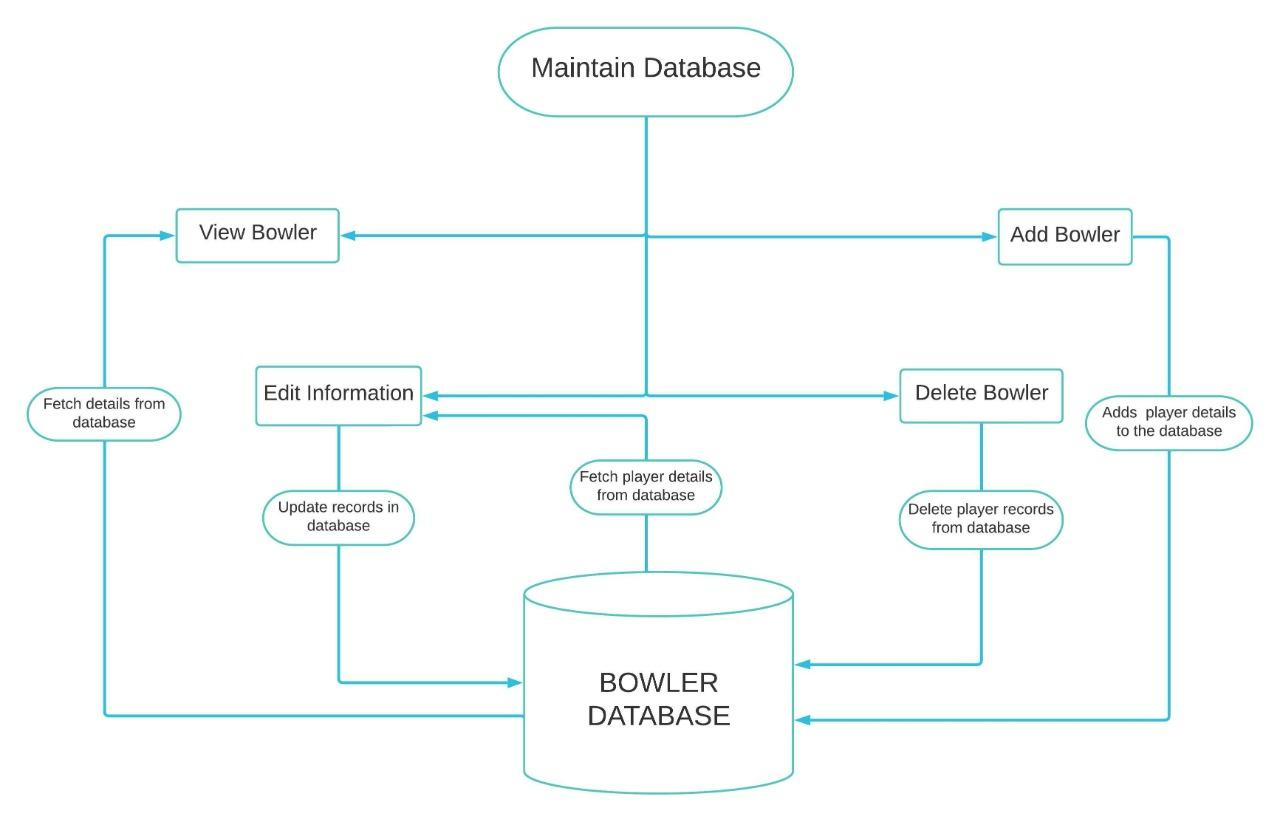 Maintain Database
View Bowler
Add Bowler
Edit Information
Delete Bowler
Fetch details from
database
Adds player details
to the database
Fetch player details
from database
Update records in
database
Delete player records
from database
BOWLER
DATABASE